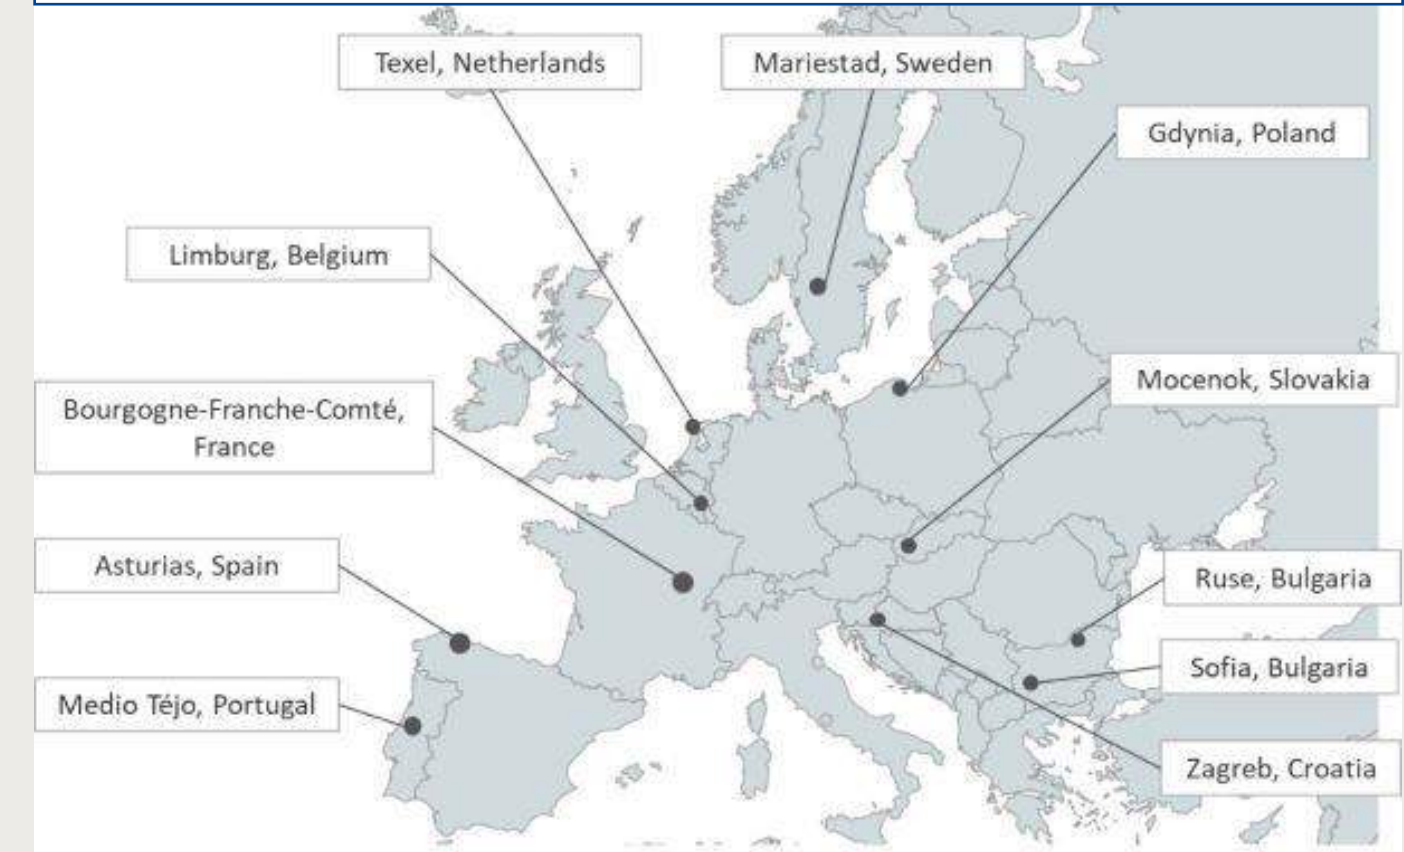 Texel, Netherlands
Mariestad, Sweden
Gdynia, Poland
Limburg, Belgium
Mocenok, Slovakia
Bourgogne-Franche-Comté,
France
Asturias, Spain
Ruse, Bulgaria
Sofia, Bulgaria
Medio Téjo, Portugal
Zagreb, Croatia